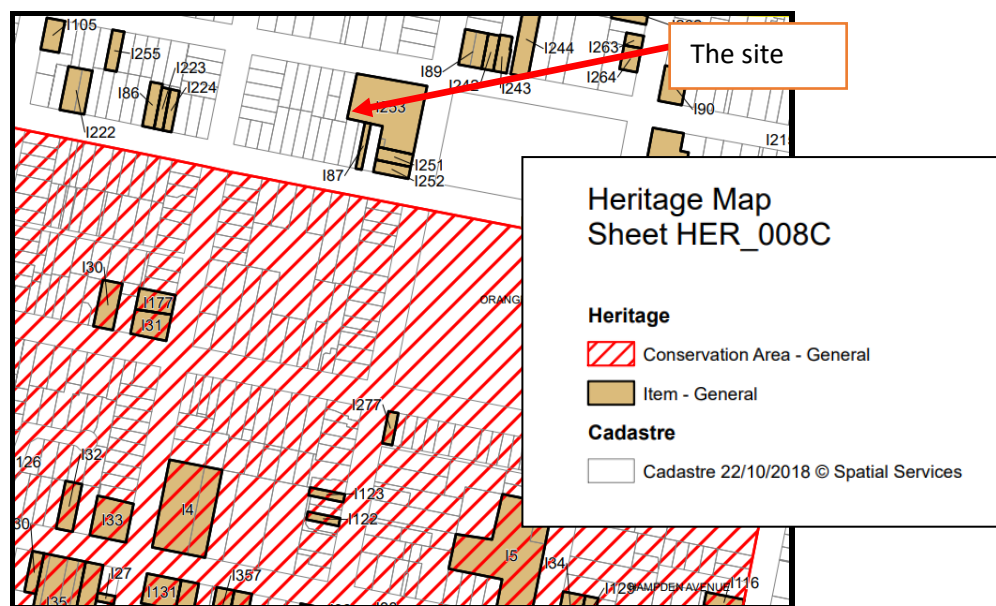 I105
I255
I223
I86
I224
I222
I89
I242
I243
I244
I263
I264
The site
I90
I253
I251
I252
I87
Heritage Map
Sheet HER_008C
Heritage
Conservation Area - General
Item - General
Cadastre
Cadastre 22/10/2018 © Spatial Services
I30
I177
I31
ORANG
I277
126
I32
I33
I4
I123
I122
I5
I34
I27
I35
I131
I357
I129
HAMPDEN AVENUE
I116